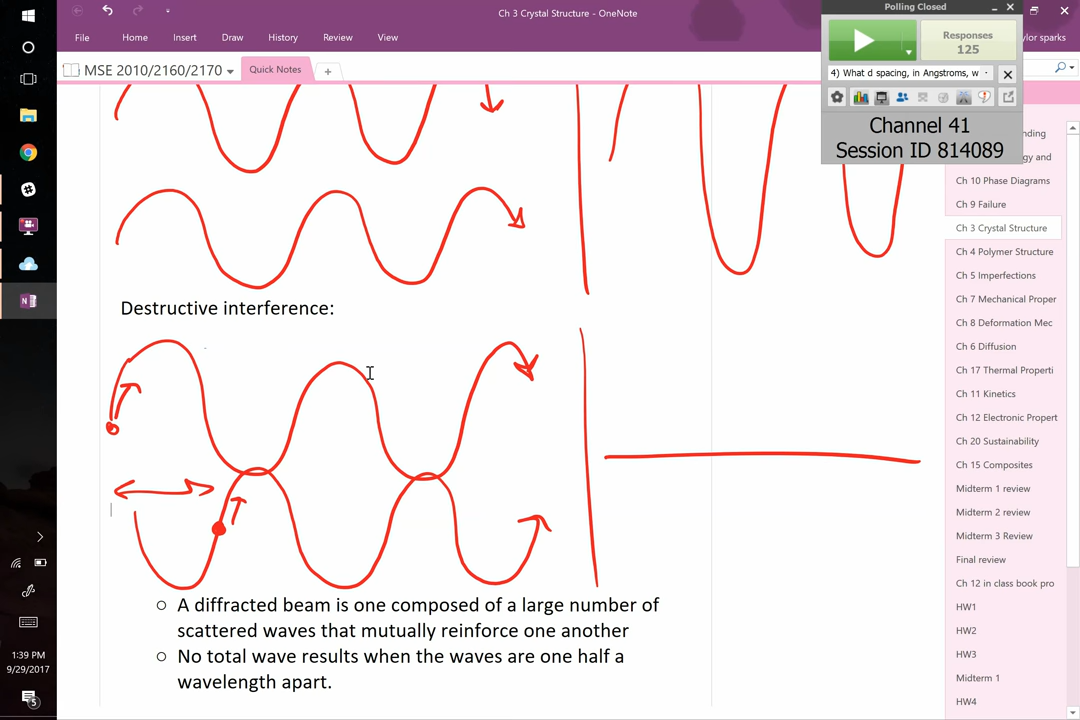 Ch 3 Crystal Structure - OneNote
Polling Closed
File Home Insert Draw History Review View
Responses
125
ylor sparks
MSE 2010/2160/2170
Quick Notes
4) What d spacing, in Angstroms, w
Channel 41
Session ID 814089
nding
gy and
Ch 10 Phase Diagrams
Ch 9 Failure
Ch 3 Crystal Structure
Ch 4 Polymer Structure
Ch 5 Imperfections
Ch 7 Mechanical Proper
Ch 8 Deformation Mec
Ch 6 Diffusion
Ch 17 Thermal Properti
Ch 11 Kinetics
Ch 12 Electronic Propert
Ch 20 Sustainability
Ch 15 Composites
Midterm 1 review
Midterm 2 review
Midterm 3 Review
Final review
Ch 12 in class book pro
HW1
HW2
HW3
Midterm 1
HW4
Destructive interference:
A diffracted beam is one composed of a large number of
scattered waves that mutually reinforce one another
No total wave results when the waves are one half a
wavelength apart.
1:39 PM
9/29/2017
5